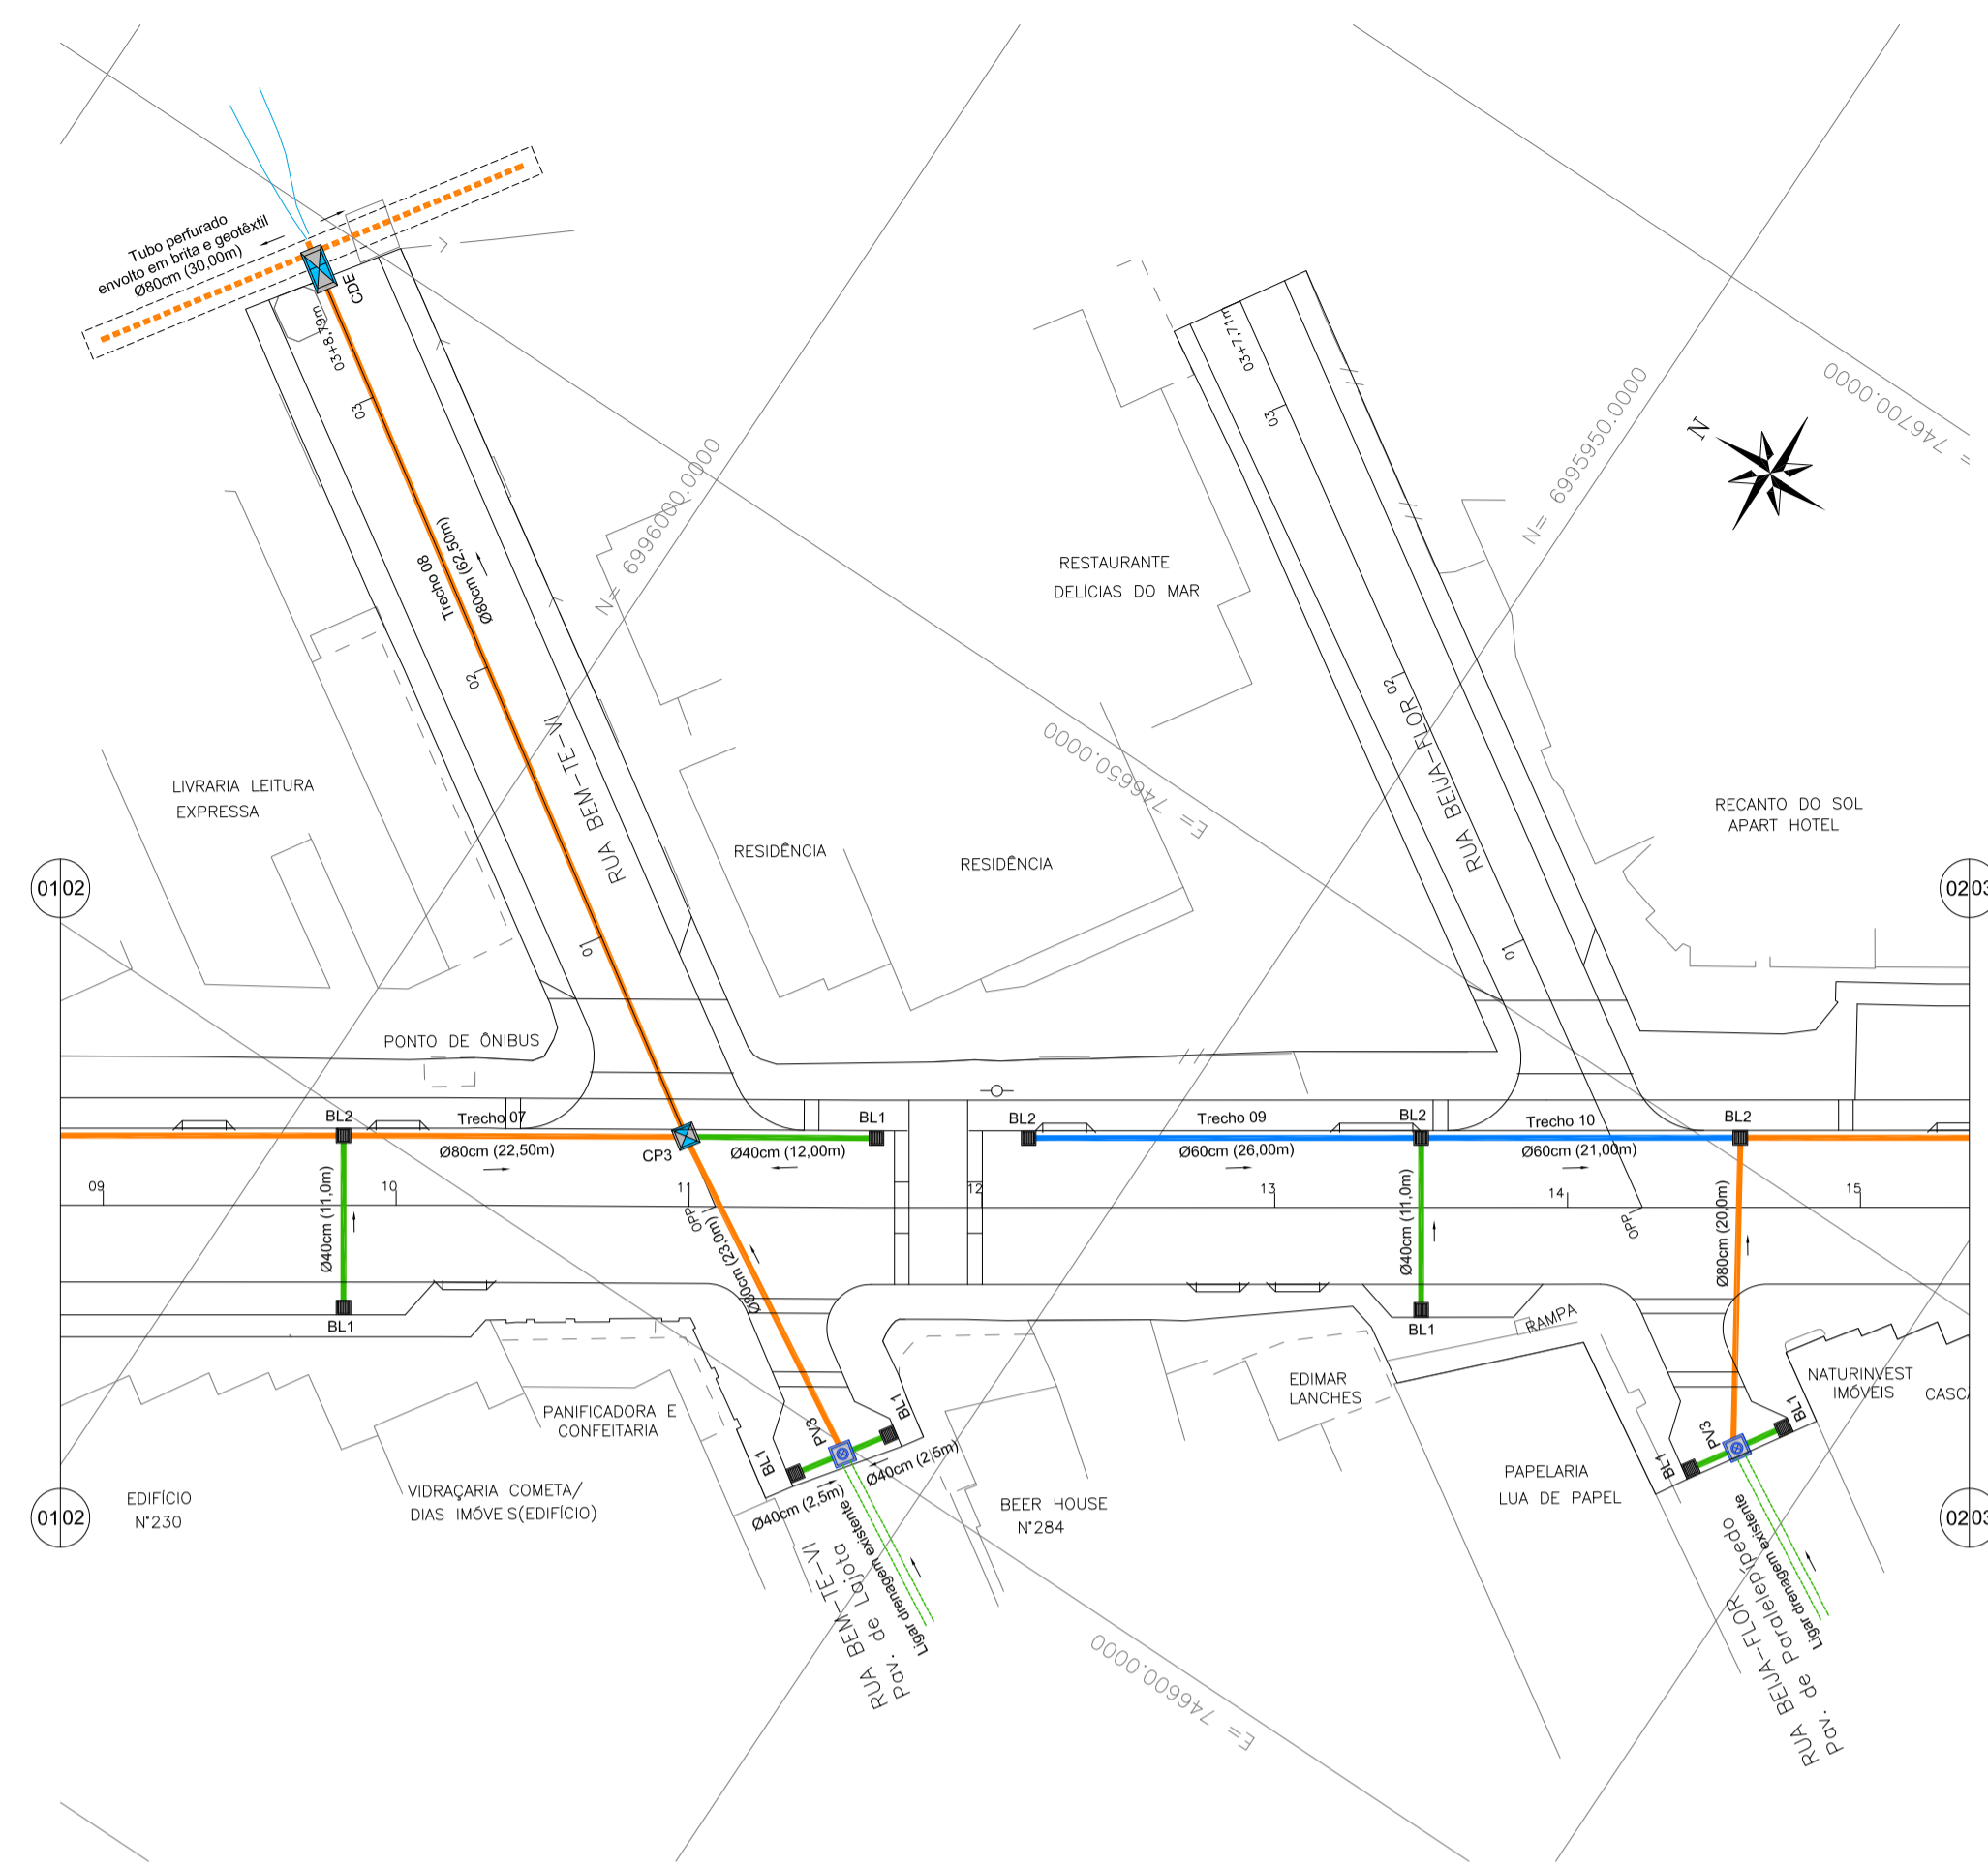 Tubo perfurado
envolto em brita e geotêxtil
Ø80cm (30,00m)
CDE
03+8,79m
03
Trecho 08
Ø80cm (62,50m)
02
01
RUA BEM-TE-VI
N= 6996000.0000
03+7,71m
03
02
01
RUA BEIJA-FLOR
N= 6995950.0000
E= 746650.0000
= 746700.0000
N
RESTAURANTE
DELÍCIAS DO MAR
LIVRARIA LEITURA
EXPRESSA
RESIDÊNCIA
RESIDÊNCIA
RECANTO DO SOL
APART HOTEL
0102
0203
PONTO DE ÔNIBUS
BL2
Trecho 07
BL1
BL2
Trecho 09
BL2
Trecho 10
BL2
Ø80cm (22,50m)
CP3
Ø40cm (12,00m)
Ø60cm (26,00m)
Ø60cm (21,00m)
09
10
11
12
13
14
15
OPP
OPP
Ø40cm (11,0m)
Ø80cm (23,0m)
Ø40cm (11,0m)
Ø80cm (20,0m)
BL1
BL1
RAMPA
EDIMAR
LANCHES
NATURINVEST
IMÓVEIS
CASCA
PANIFICADORA E
CONFEITARIA
PV3
BL1
BL1
Ø40cm (2,5m)
Ø40cm (2,5m)
PV3
BL1
BL1
VIDRAÇARIA COMETA/
DIAS IMÓVEIS(EDIFÍCIO)
EDIFÍCIO
N°230
BEER HOUSE
N°284
PAPELARIA
LUA DE PAPEL
0102
0203
Ligar drenagem existente
RUA BEM-TE-VI
Pav. de Lajota
Ligar drenagem existente
RUA BEIJA-FLOR
Pav. de Paralelepípedo
E= 746600.0000